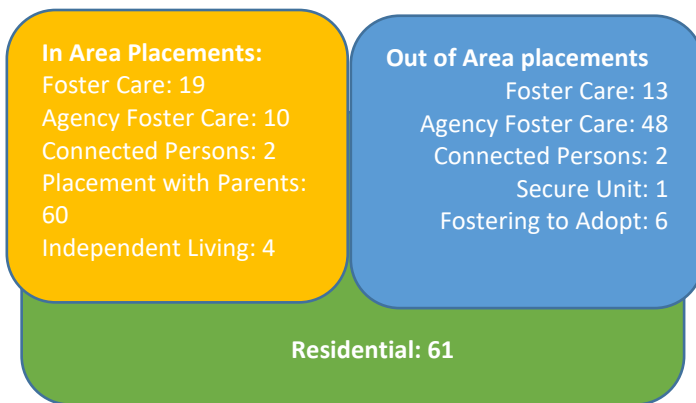 In Area Placements:
Foster Care: 19
Agency Foster Care: 10
Connected Persons: 2
Placement with Parents:
60
Independent Living: 4
Out of Area placements
Foster Care: 13
Agency Foster Care: 48
Connected Persons: 2
Secure Unit: 1
Fostering to Adopt: 6
Residential: 61